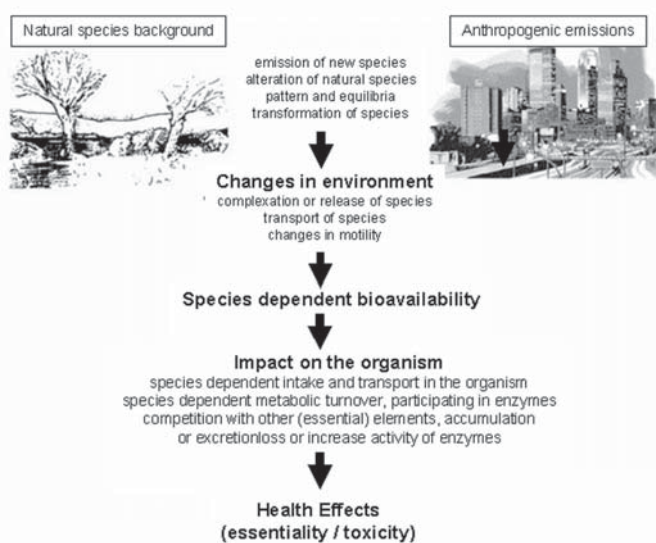 Natural species background
Anthropogenic emissions
emission of new species
alteration of natural species
pattern and equilibria
transformation of species
Changes in environment
complexation or release of species
transport of species
changes in motility
Species dependent bioavailability
Impact on the organism
species dependent intake and transport in the organism
species dependent metabolic turnover, participating in enzymes
competition with other (essential) elements, accumulation
or excretionloss or increase activity of enzymes
Health Effects
(essentiality / toxicity)